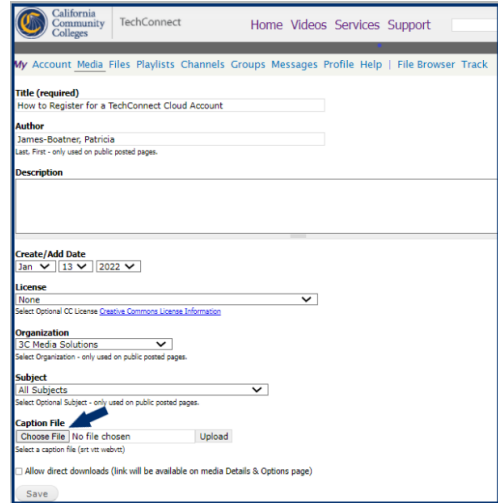 California
Community
Colleges
TechConnect
Home Videos Services Support
My Account Media Files Playlists Channels Groups Messages Profile Help | File Browser Track
Title (required)
How to Register for a TechConnect Cloud Account
Author
James-Boatner, Patricia
Last, First - only used on public posted pages.
Description
Create/Add Date
Jan 13 2022
License
None
Select Optional CC License Creative Commons License Information
Organization
3C Media Solutions
Select Organization - only used on public posted pages.
Subject
All Subjects
Select Optional Subject - only used on public posted pages.
Caption File
Choose File No file chosen Upload
Select a caption file (srt vtt webvtt)
Allow direct downloads (link will be available on media Details & Options page)
Save